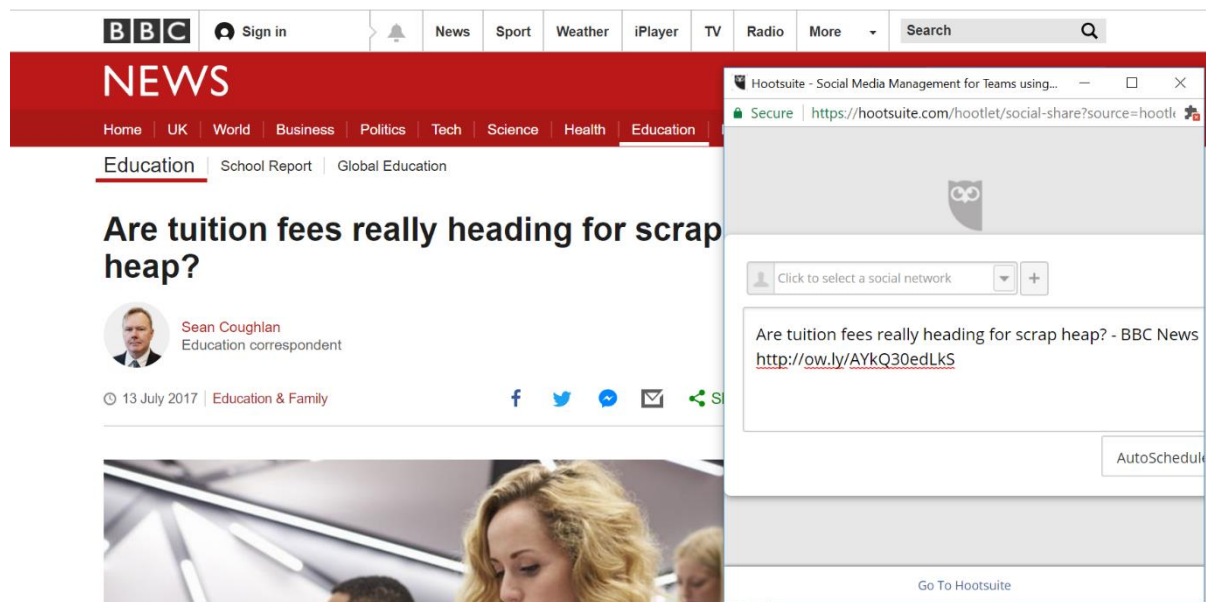 BBC Sign in News Sport Weather iPlayer TV Radio More Search
NEWS
Home UK World Business Politics Tech Science Health Education
Education School Report Global Education
Are tuition fees really heading for scrap
heap?
Sean Coughlan
Education correspondent
13 July 2017 Education & Family
Hootsuite - Social Media Management for Teams using...
Secure https://hootsuite.com/hootlet/social-share?source=hootle
Click to select a social network
Are tuition fees really heading for scrap heap? - BBC News
http://ow.ly/AYkQ30edLkS
AutoSchedule
Go To Hootsuite